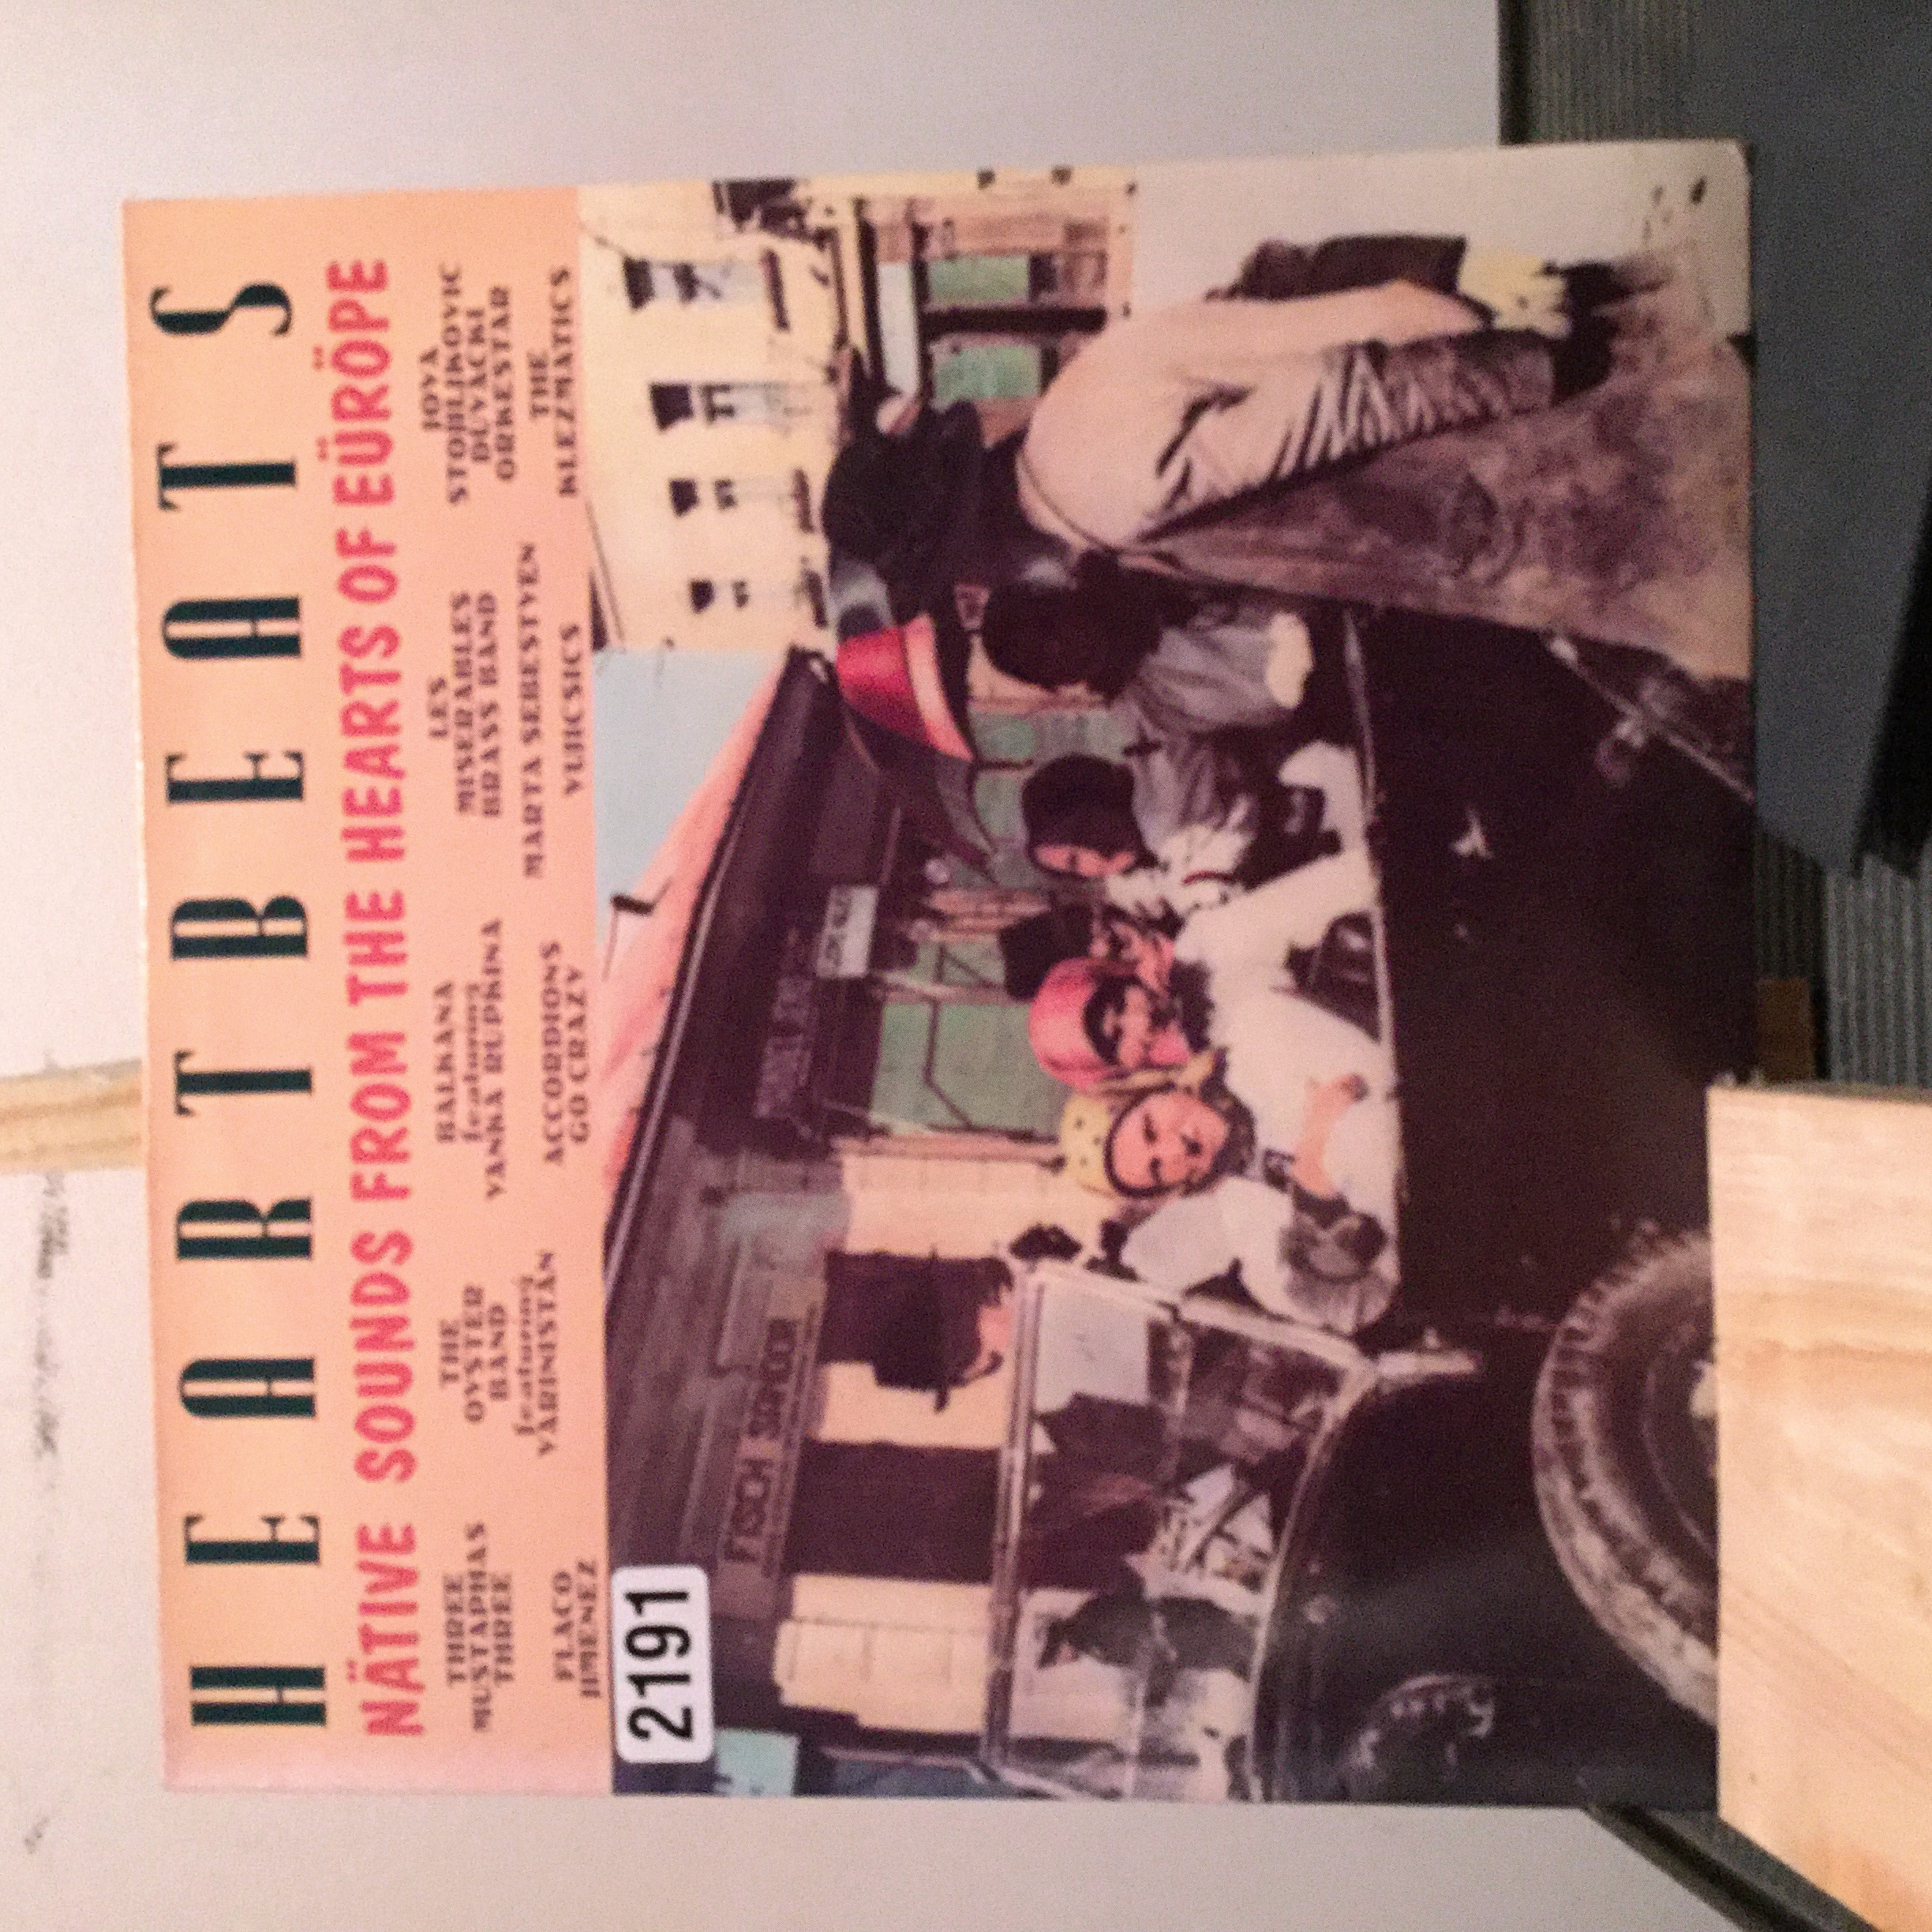 HEARTBEATS
NÄTIVE SOUNDS FROM THE HEARTS OF EÜRÖPE
THREE
MUSTAPHAS
THREE
FLACO
JIMENEZ
THE
OYSTER
BAND
featuring
VARINISTÄN
BALKANA
featuring
YANKA RUPKINA
ACCORDIONS
GO CRAZY
LES
MISERABLES
BRASS BAND
MARTA SEBESTYEN
VUJICSICS
JOVA
STOJILJKOVIC
DUVACKI
ORKESTAR
THE
KLEZMATICS
2191
FISCH